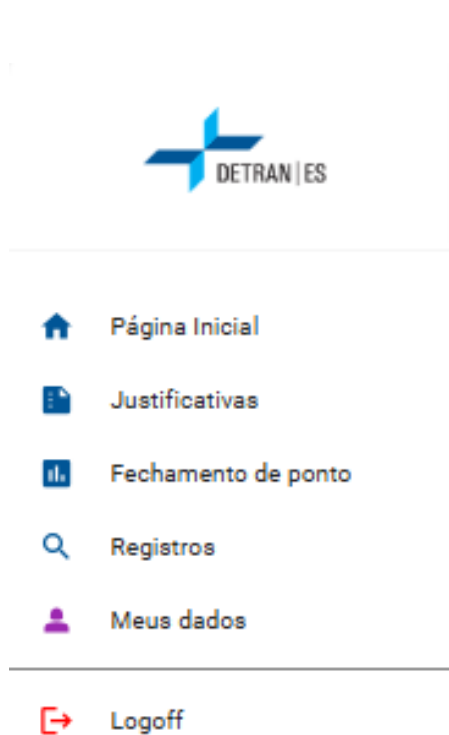 DETRAN|ES
Página Inicial
Justificativas
Fechamento de ponto
Registros
Meus dados
Logoff